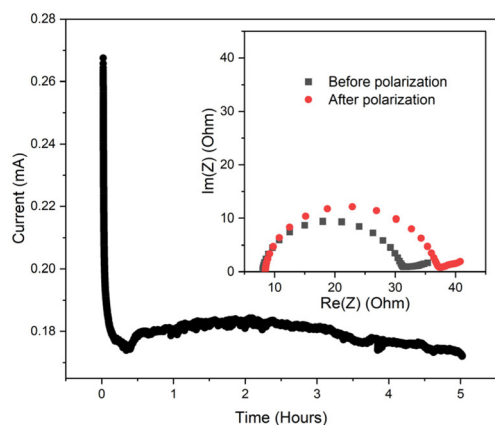 0.28
0.26
0.24
0.22
0.20
0.18
Current (mA)
0 1 2 3 4 5
Time (Hours)
40
30
20
10
0
Im(Z) (Ohm)
Before polarization
After polarization
10 20 30 40
Re(Z) (Ohm)